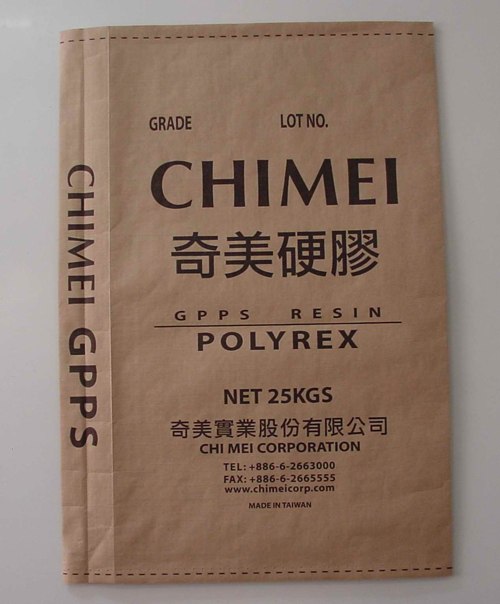 GRADE LOT NO.
CHIMEI
奇美硬膠
GPPS RESIN
POLYREX
NET 25KGS
奇美實業股份有限公司
CHI MEI CORPORATION
TEL: +886-6-2663000
FAX: +886-6-2665555
www.chimeicorp.com
MADE IN TAIWAN
CHIMEI GPPS